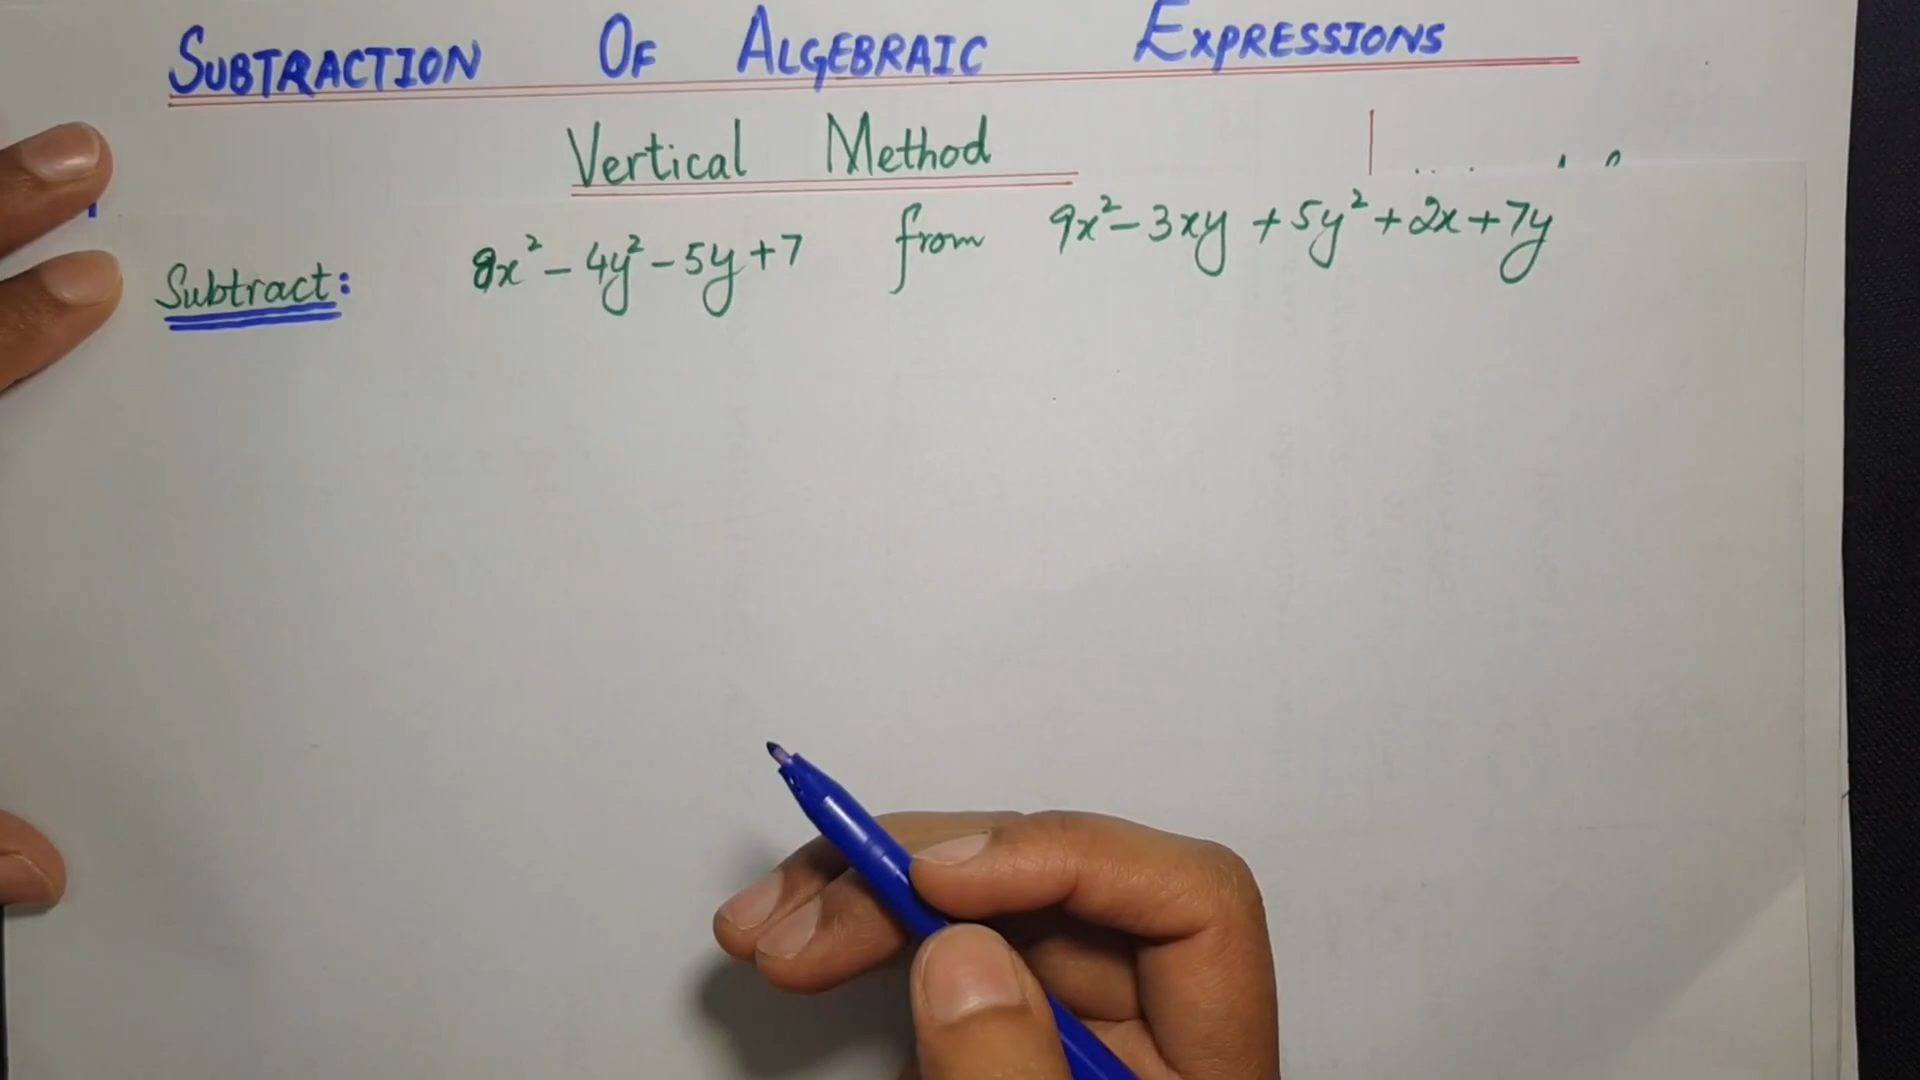 SUBTRACTION OF ALGEBRAIC EXPRESSIONS
Vertical Method
Subtract: 8x² - 4y² - 5y + 7 from 9x² - 3xy + 5y² + 2x + 7y